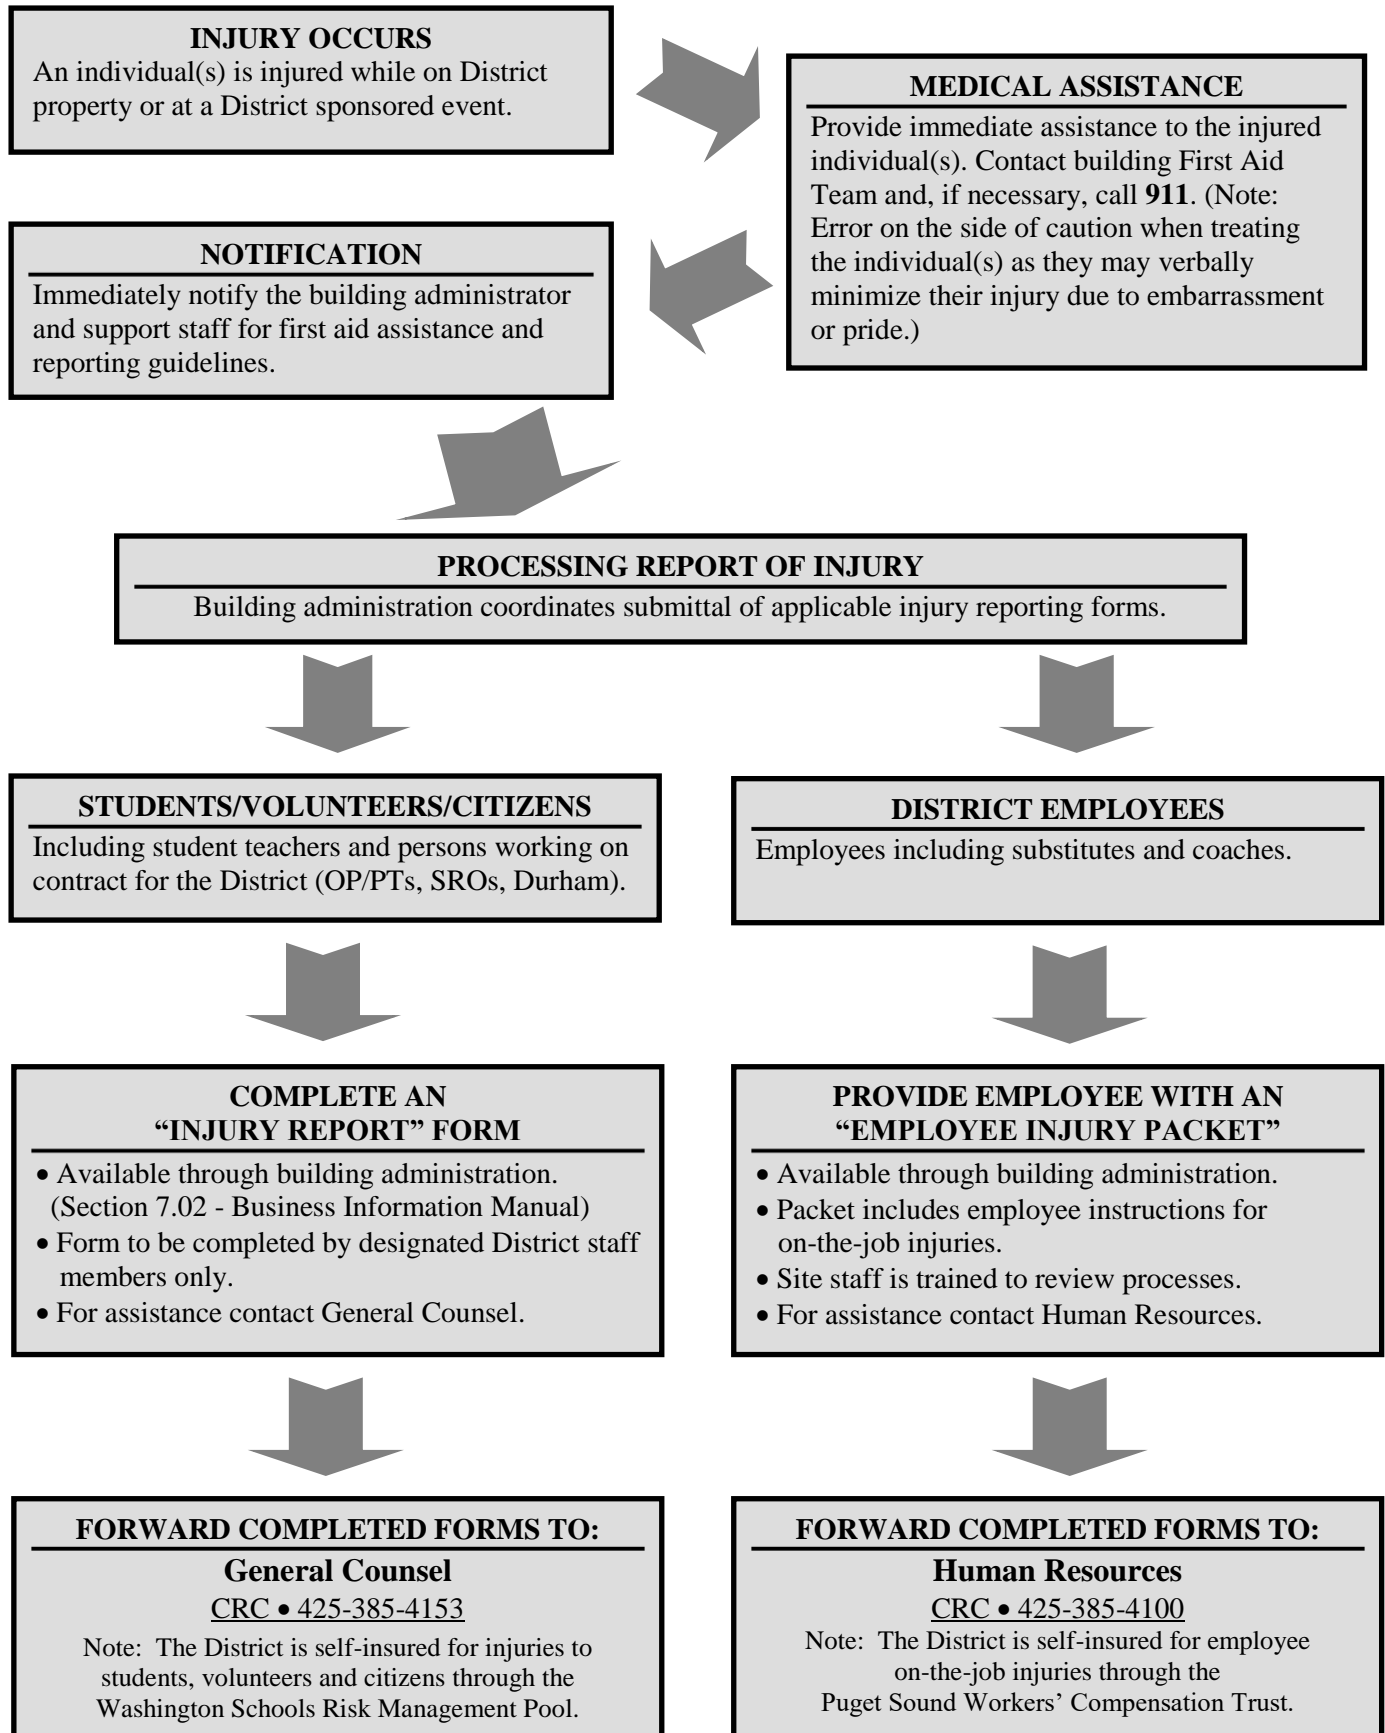 INJURY OCCURS
An individual(s) is injured while on District
property or at a District sponsored event.
MEDICAL ASSISTANCE
Provide immediate assistance to the injured
individual(s). Contact building First Aid
Team and, if necessary, call 911. (Note:
Error on the side of caution when treating
the individual(s) as they may verbally
minimize their injury due to embarrassment
or pride.)
NOTIFICATION
Immediately notify the building administrator
and support staff for first aid assistance and
reporting guidelines.
PROCESSING REPORT OF INJURY
Building administration coordinates submittal of applicable injury reporting forms.
STUDENTS/VOLUNTEERS/CITIZENS
Including student teachers and persons working on
contract for the District (OP/PTs, SROs, Durham).
DISTRICT EMPLOYEES
Employees including substitutes and coaches.
COMPLETE AN
“INJURY REPORT” FORM
• Available through building administration.
(Section 7.02 - Business Information Manual)
• Form to be completed by designated District staff
members only.
• For assistance contact General Counsel.
PROVIDE EMPLOYEE WITH AN
“EMPLOYEE INJURY PACKET”
• Available through building administration.
• Packet includes employee instructions for
on-the-job injuries.
• Site staff is trained to review processes.
• For assistance contact Human Resources.
FORWARD COMPLETED FORMS TO:
General Counsel
CRC • 425-385-4153
Note: The District is self-insured for injuries to
students, volunteers and citizens through the
Washington Schools Risk Management Pool.
FORWARD COMPLETED FORMS TO:
Human Resources
CRC • 425-385-4100
Note: The District is self-insured for employee
on-the-job injuries through the
Puget Sound Workers’ Compensation Trust.